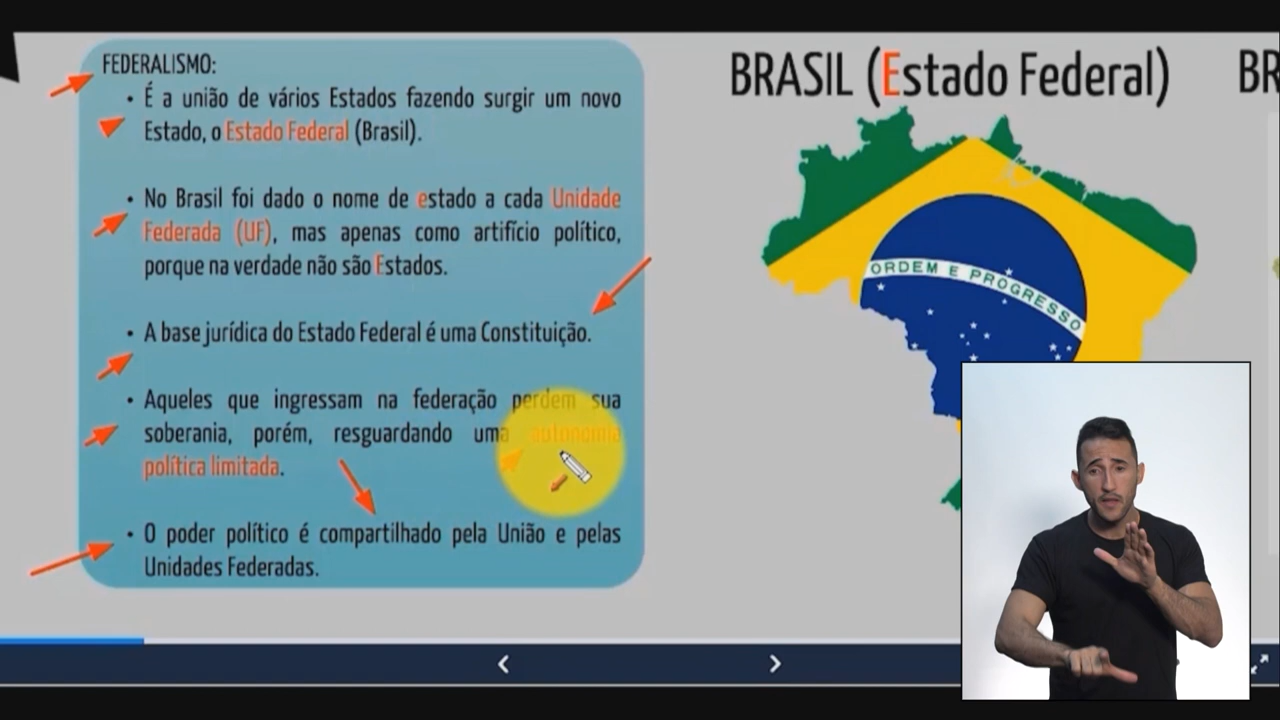 FEDERALISMO:
• É a união de vários Estados fazendo surgir um novo
Estado, o Estado Federal (Brasil).
• No Brasil foi dado o nome de estado a cada Unidade
Federada (UF), mas apenas como artifício político,
porque na verdade não são Estados.
• A base jurídica do Estado Federal é uma Constituição.
• Aqueles que ingressam na federação perdem sua
soberania, porém, resguardando uma autonomia
política limitada.
• O poder político é compartilhado pela União e pelas
Unidades Federadas.
BRASIL (Estado Federal)
BR
ORDEM E PROGRESSO